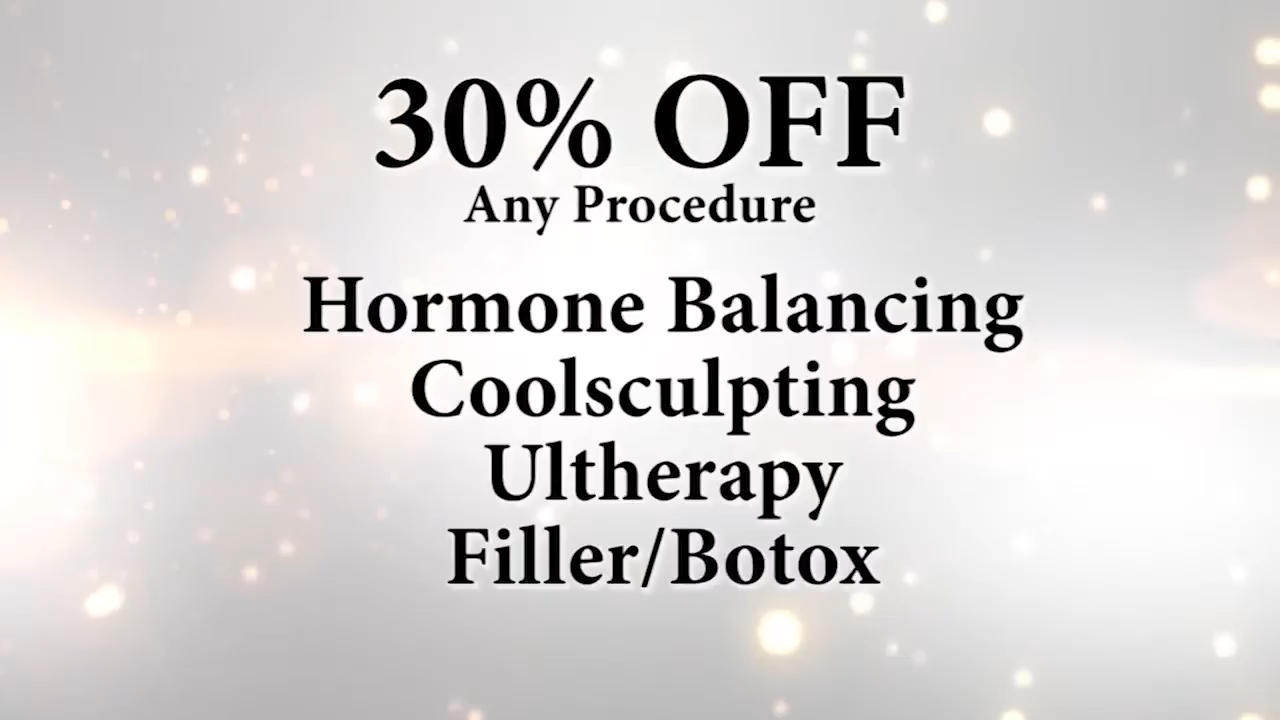 30% OFF
Any Procedure
Hormone Balancing
Coolsculpting
Ultherapy
Filler/Botox